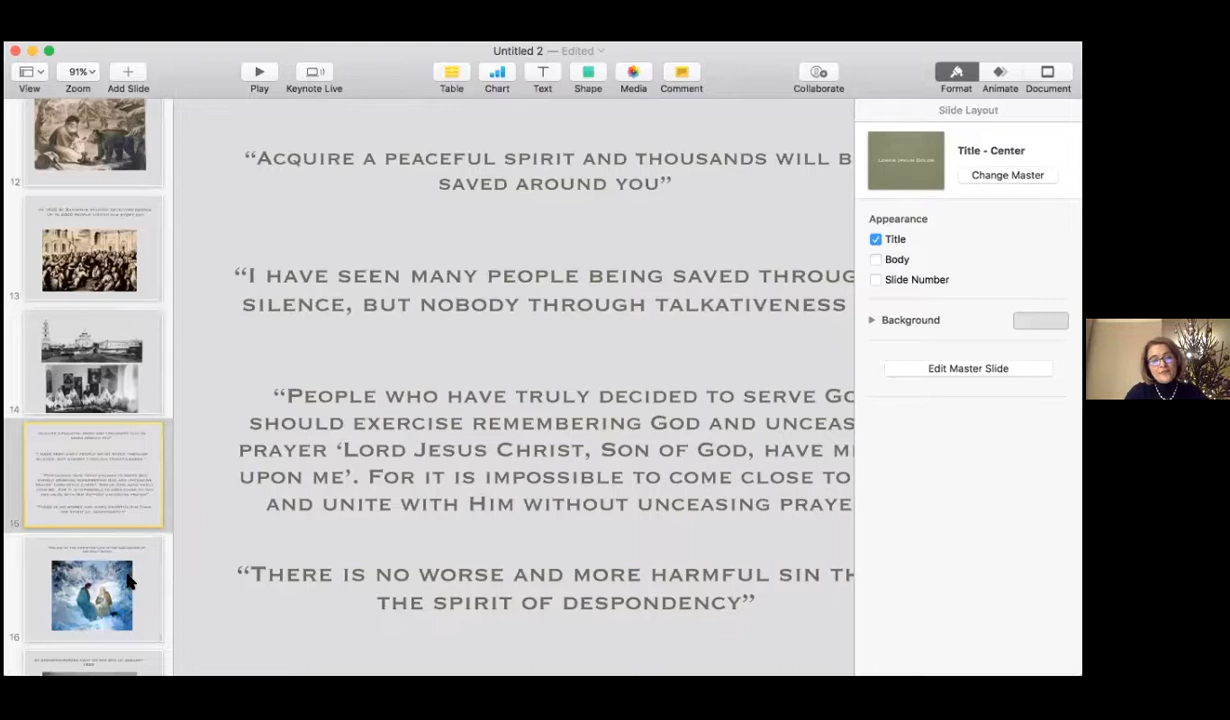 Untitled 2 — Edited
91%
View
Zoom
Add Slide
Play
Keynote Live
Table
Chart
Text
Shape
Media
Comment
Collaborate
Format
Animate
Document
12
13
14
15
16
“Acquire a peaceful spirit and thousands will b
saved around you”
“I have seen many people being saved throug
silence, but nobody through talkativeness
“People who have truly decided to serve Go
should exercise remembering God and unceas
prayer ‘Lord Jesus Christ, Son of God, have m
upon me’. For it is impossible to come close to
and unite with Him without unceasing praye
“There is no worse and more harmful sin th
the spirit of despondency”
Slide Layout
Lorem Ipsum Dolor
Title - Center
Change Master
Appearance
Title
Body
Slide Number
Background
Edit Master Slide